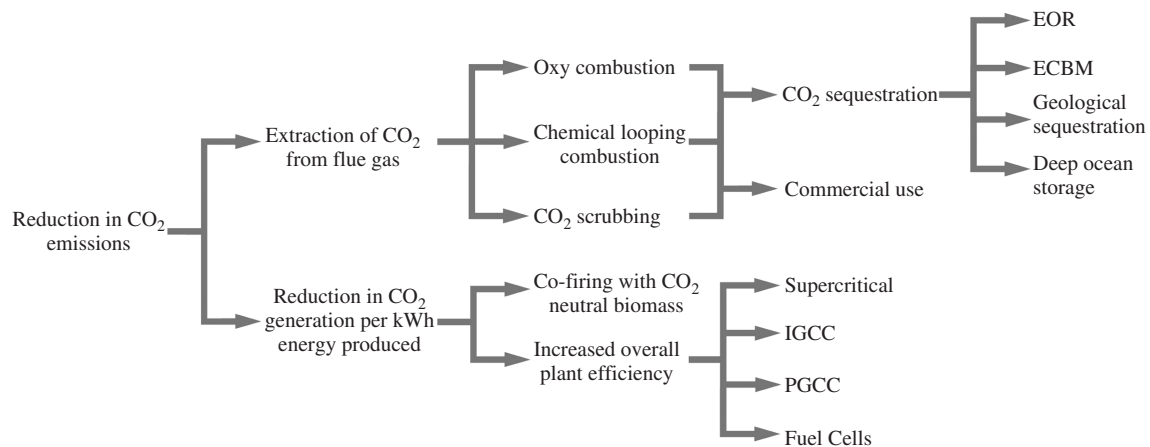 Reduction in CO2
emissions
Extraction of CO2
from flue gas
Reduction in CO2
generation per kWh
energy produced
Oxy combustion
Chemical looping
combustion
CO2 scrubbing
Co-firing with CO2
neutral biomass
Increased overall
plant efficiency
CO2 sequestration
Commercial use
Supercritical
IGCC
PGCC
Fuel Cells
EOR
ECBM
Geological
sequestration
Deep ocean
storage